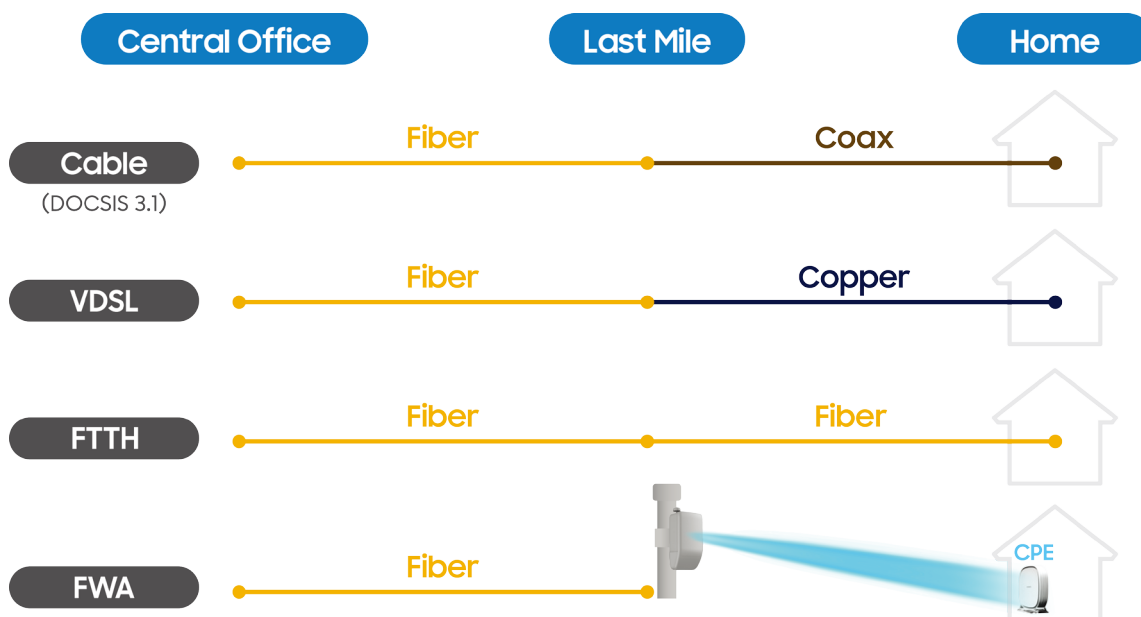 Central Office
Last Mile
Home
Cable
(DOCSIS 3.1)
Fiber
Coax
VDSL
Fiber
Copper
FTTH
Fiber
Fiber
FWA
Fiber
CPE